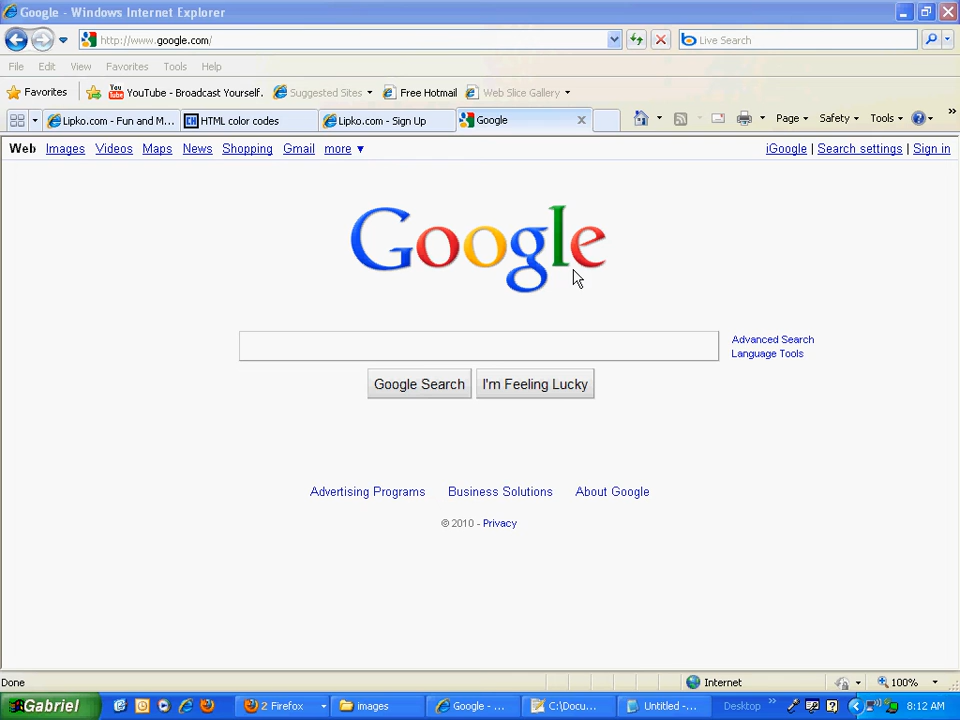 Google - Windows Internet Explorer
http://www.google.com/
Live Search
File Edit View Favorites Tools Help
Favorites YouTube - Broadcast Yourself. Suggested Sites Free Hotmail Web Slice Gallery
Lipko.com - Fun and M... CH HTML color codes Lipko.com - Sign Up Google Page Safety Tools »
Web Images Videos Maps News Shopping Gmail more ▼ iGoogle | Search settings | Sign in
Google
Advanced Search
Language Tools
Google Search I'm Feeling Lucky
Advertising Programs Business Solutions About Google
© 2010 - Privacy
Done Internet 100%
Gabriel 2 Firefox images Google - ... C:\Docu... Untitled -... Desktop » 8:12 AM